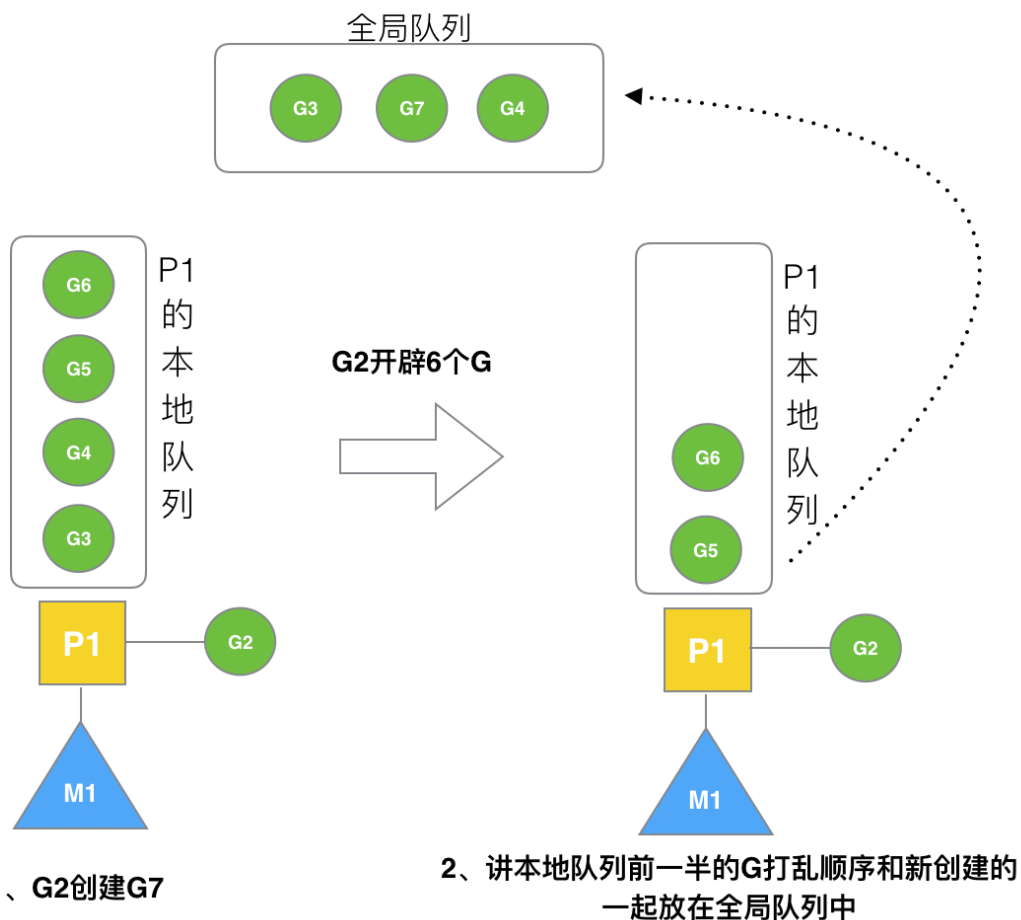 全局队列
G3 G7 G4
G6
G5
G4
G3
P1
的
本
地
队
列
G2开辟6个G
G6
G5
P1
的
本
地
队
列
P1
G2
M1
P1
G2
M1
、G2创建G7
2、讲本地队列前一半的G打乱顺序和新创建的
一起放在全局队列中